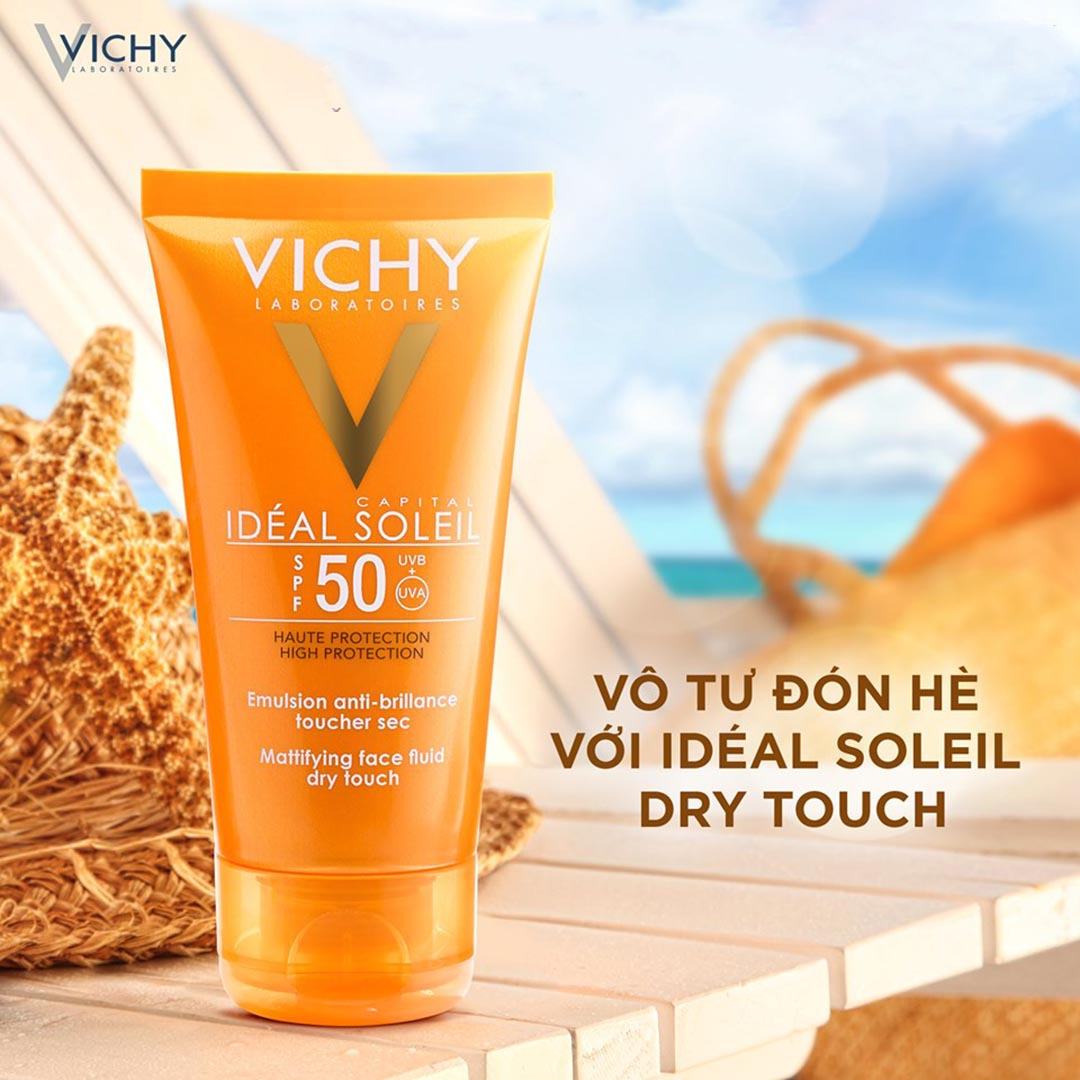 VICHY
LABORATOIRES
VICHY
LABORATOIRES
CAPITAL
IDÉAL SOLEIL
SPF 50 UVB + UVA
HAUTE PROTECTION
HIGH PROTECTION
Emulsion anti-brillance
toucher sec
Mattifying face fluid
dry touch
VÔ TƯ ĐÓN HÈ
VỚI IDÉAL SOLEIL
DRY TOUCH